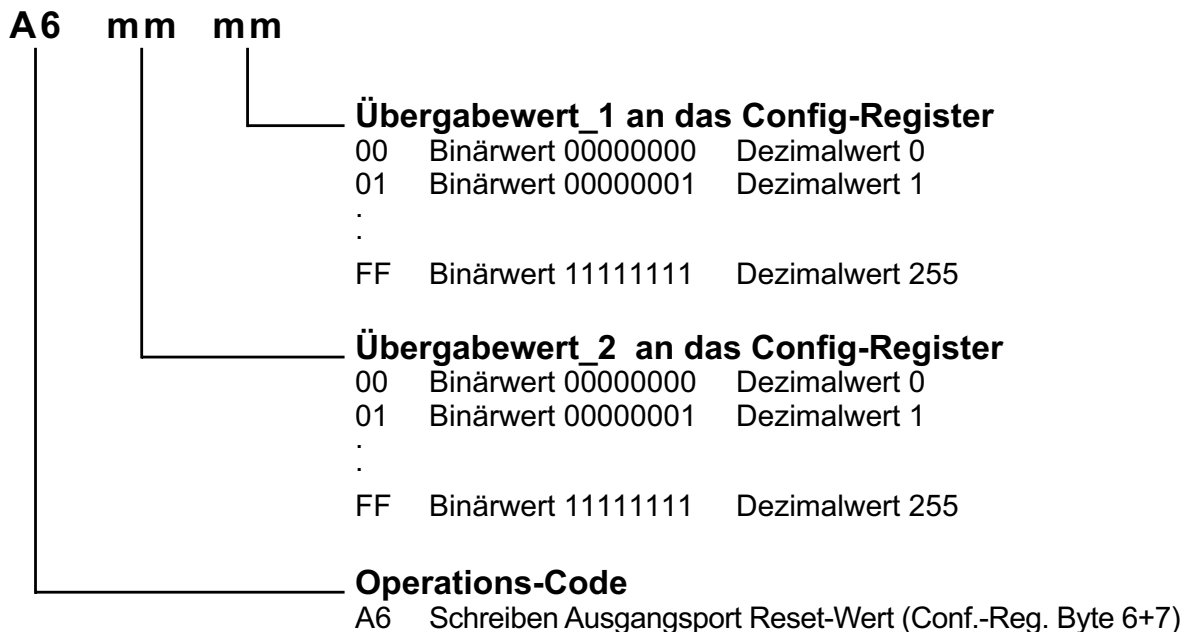 A6 mm mm
Übergabewert_1 an das Config-Register
00 Binärwert 00000000 Dezimalwert 0
01 Binärwert 00000001 Dezimalwert 1
.
.
FF Binärwert 11111111 Dezimalwert 255
Übergabewert_2 an das Config-Register
00 Binärwert 00000000 Dezimalwert 0
01 Binärwert 00000001 Dezimalwert 1
.
.
FF Binärwert 11111111 Dezimalwert 255
Operations-Code
A6 Schreiben Ausgangsport Reset-Wert (Conf.-Reg. Byte 6+7)